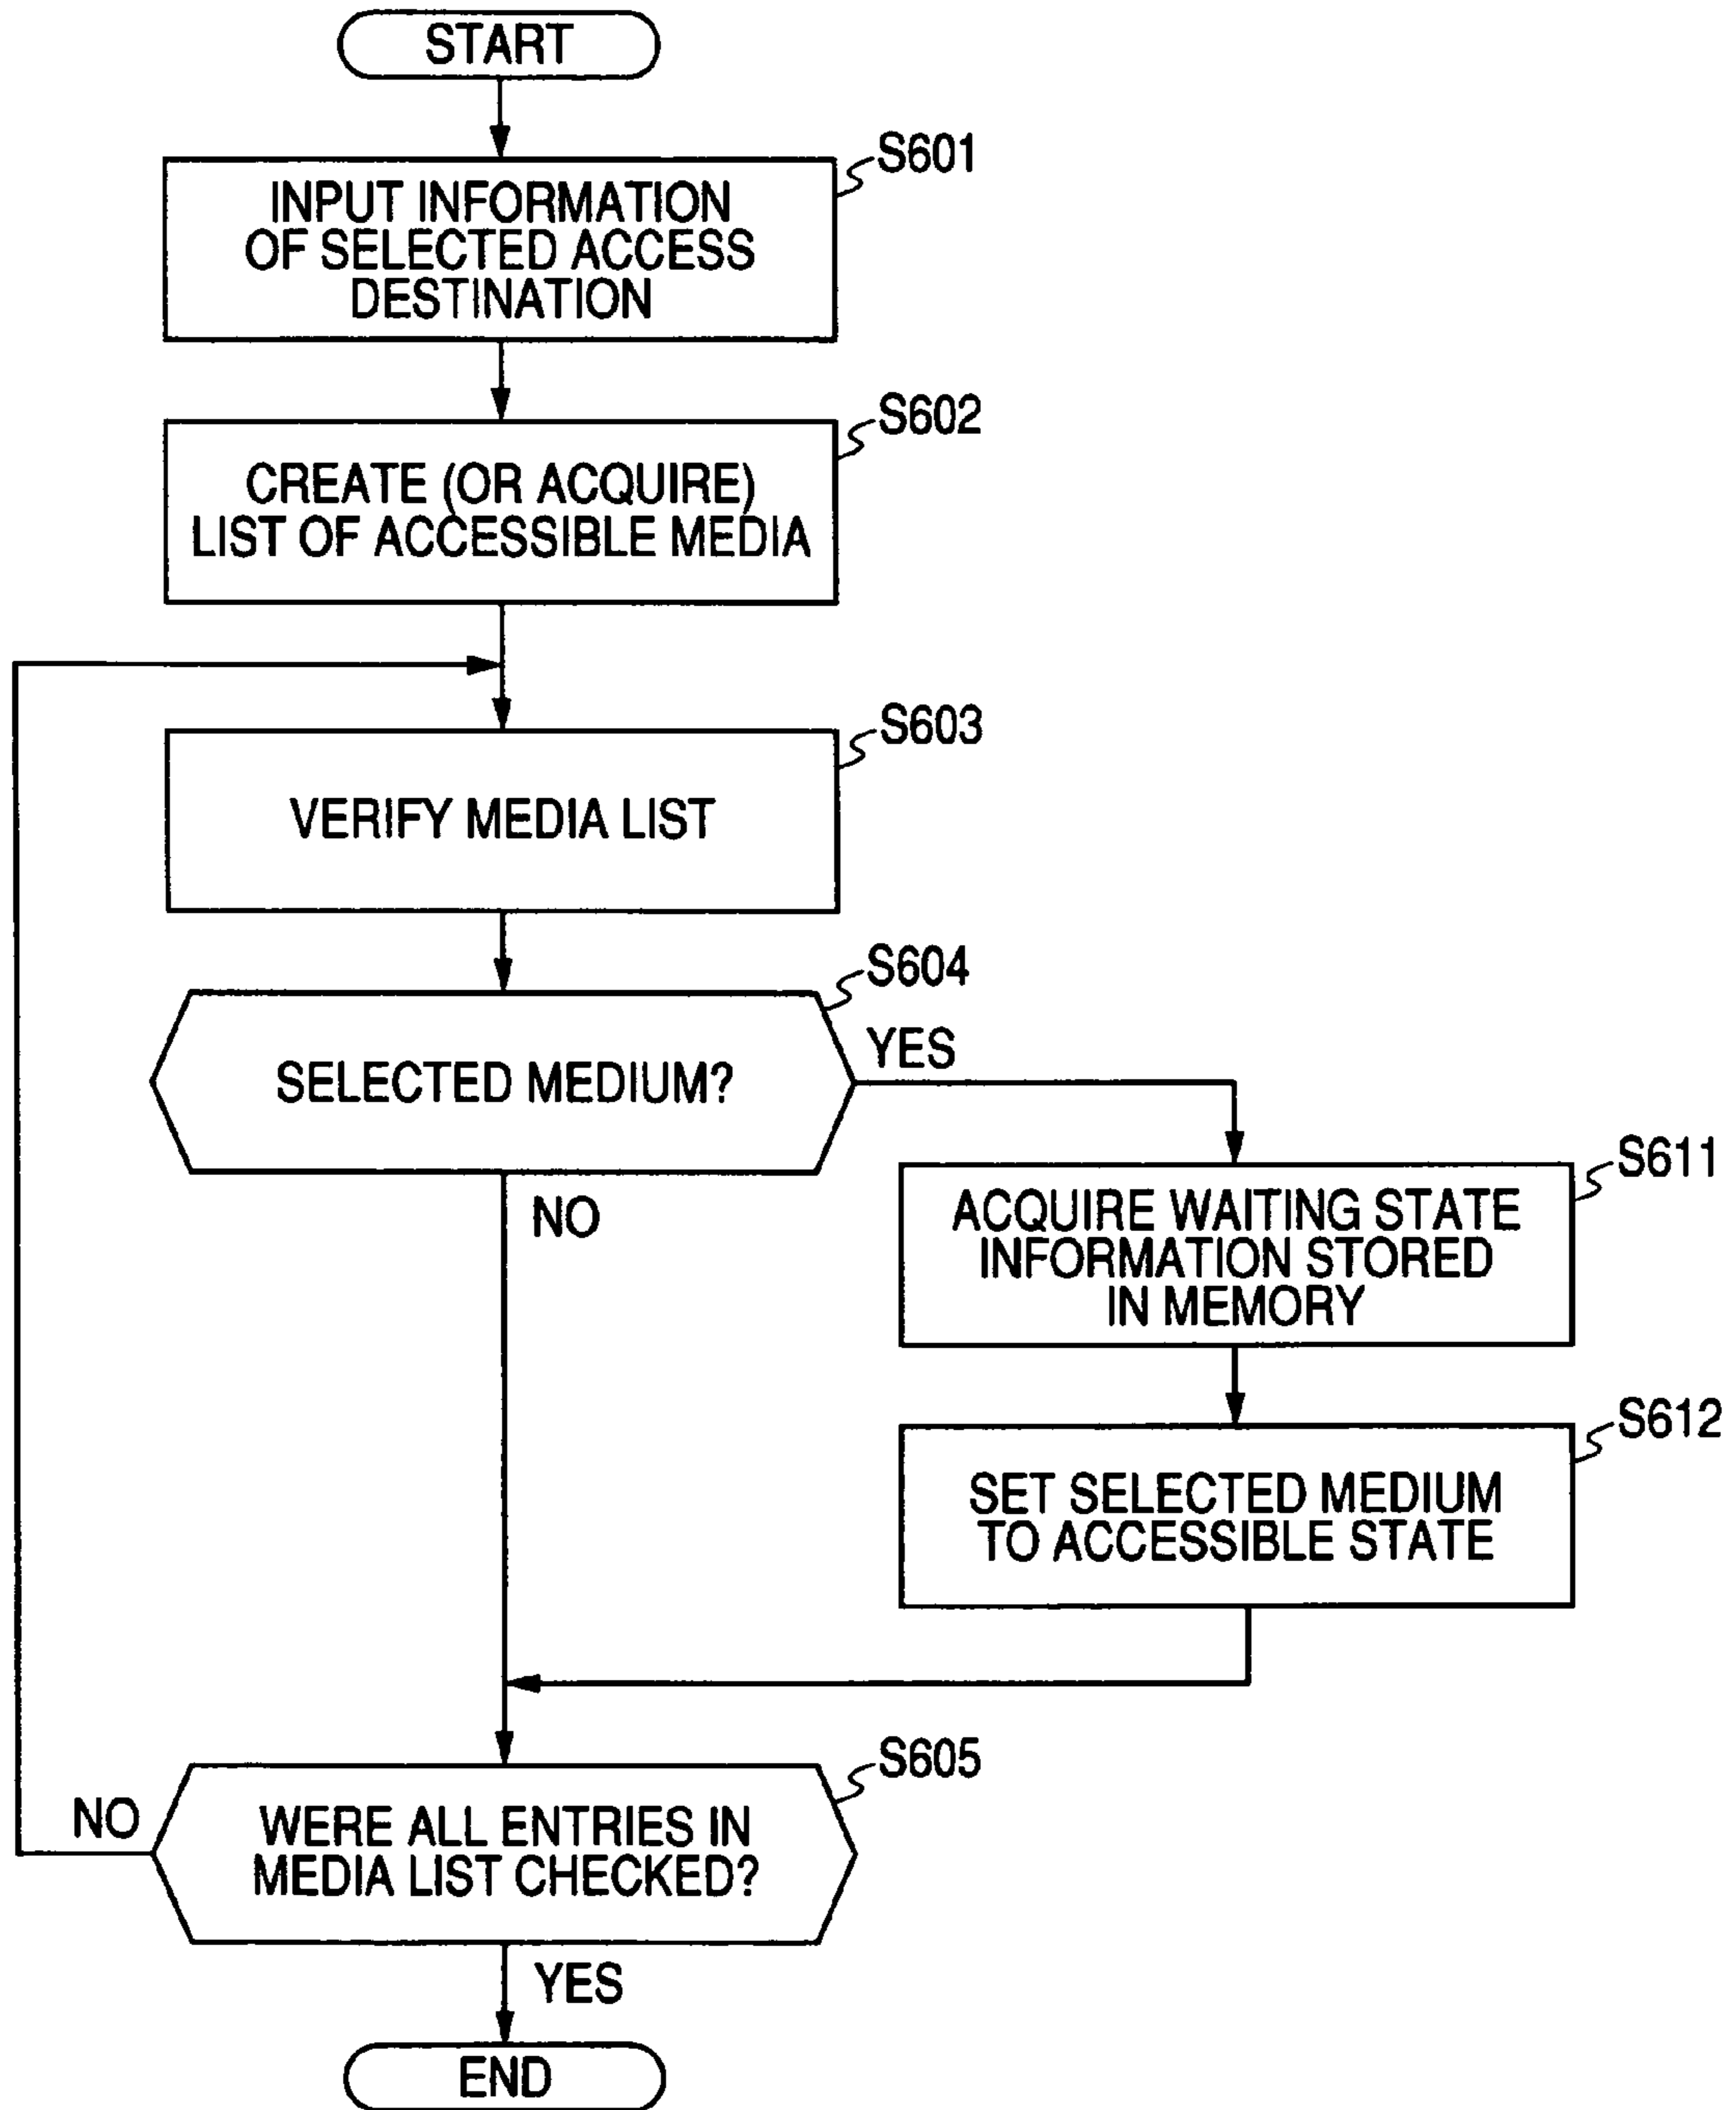 START
S601
INPUT INFORMATION
OF SELECTED ACCESS
DESTINATION
S602
CREATE (OR ACQUIRE)
LIST OF ACCESSIBLE MEDIA
S603
VERIFY MEDIA LIST
S604
SELECTED MEDIUM?
YES
NO
S611
ACQUIRE WAITING STATE
INFORMATION STORED
IN MEMORY
S612
SET SELECTED MEDIUM
TO ACCESSIBLE STATE
S605
WERE ALL ENTRIES IN
MEDIA LIST CHECKED?
NO
YES
END